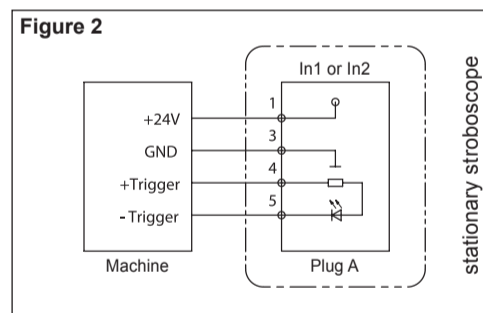 Figure 2
In1 or In2
+24V
1
GND
3
+Trigger
4
- Trigger
5
Machine
Plug A
stationary stroboscope